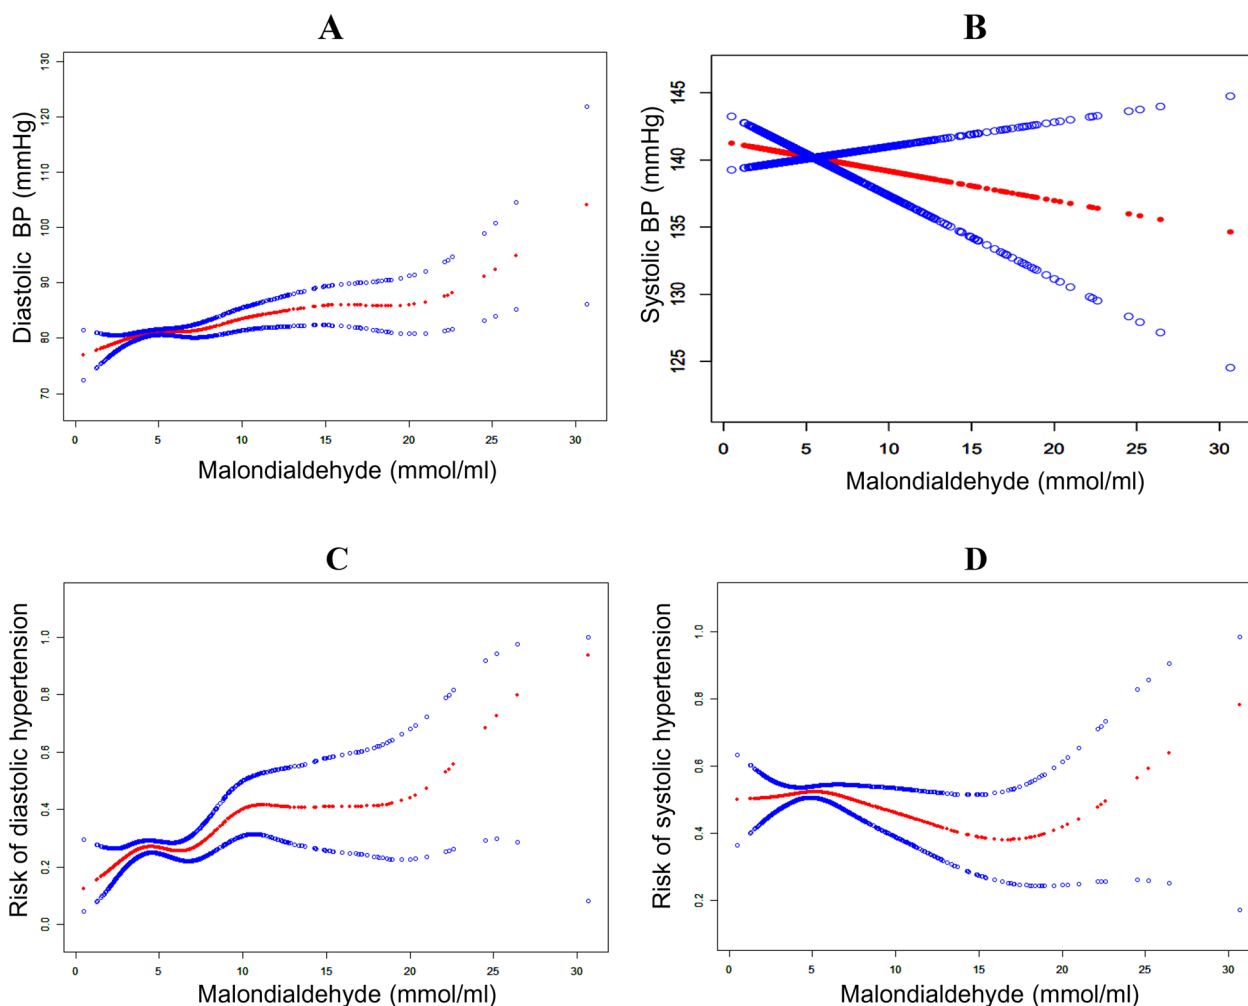 A
Diastolic BP (mmHg)
130
120
110
100
90
80
70
0 5 10 15 20 25 30
Malondialdehyde (mmol/ml)
B
Systolic BP (mmHg)
145
140
135
130
125
0 5 10 15 20 25 30
Malondialdehyde (mmol/ml)
C
Risk of diastolic hypertension
1.0
0.8
0.6
0.4
0.2
0.0
0 5 10 15 20 25 30
Malondialdehyde (mmol/ml)
D
Risk of systolic hypertension
1.0
0.8
0.6
0.4
0.2
0 5 10 15 20 25 30
Malondialdehyde (mmol/ml)